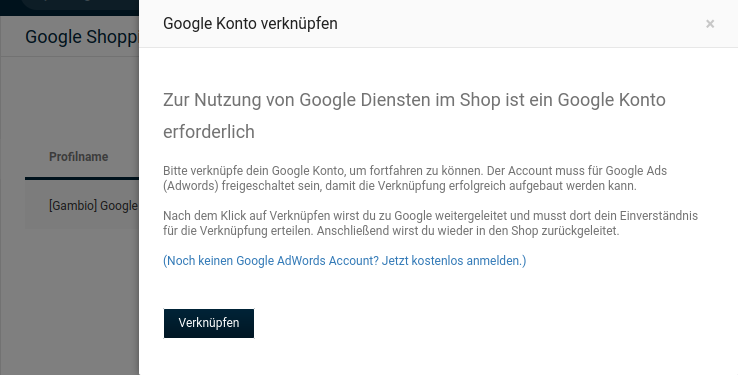 Google Konto verknüpfen
×
Google Shopp
Zur Nutzung von Google Diensten im Shop ist ein Google Konto
erforderlich
Profilname
Bitte verknüpfe dein Google Konto, um fortfahren zu können. Der Account muss für Google Ads
(Adwords) freigeschaltet sein, damit die Verknüpfung erfolgreich aufgebaut werden kann.
[Gambio] Google
Nach dem Klick auf Verknüpfen wirst du zu Google weitergeleitet und musst dort dein Einverständnis
für die Verknüpfung erteilen. Anschließend wirst du wieder in den Shop zurückgeleitet.
(Noch keinen Google AdWords Account? Jetzt kostenlos anmelden.)
Verknüpfen